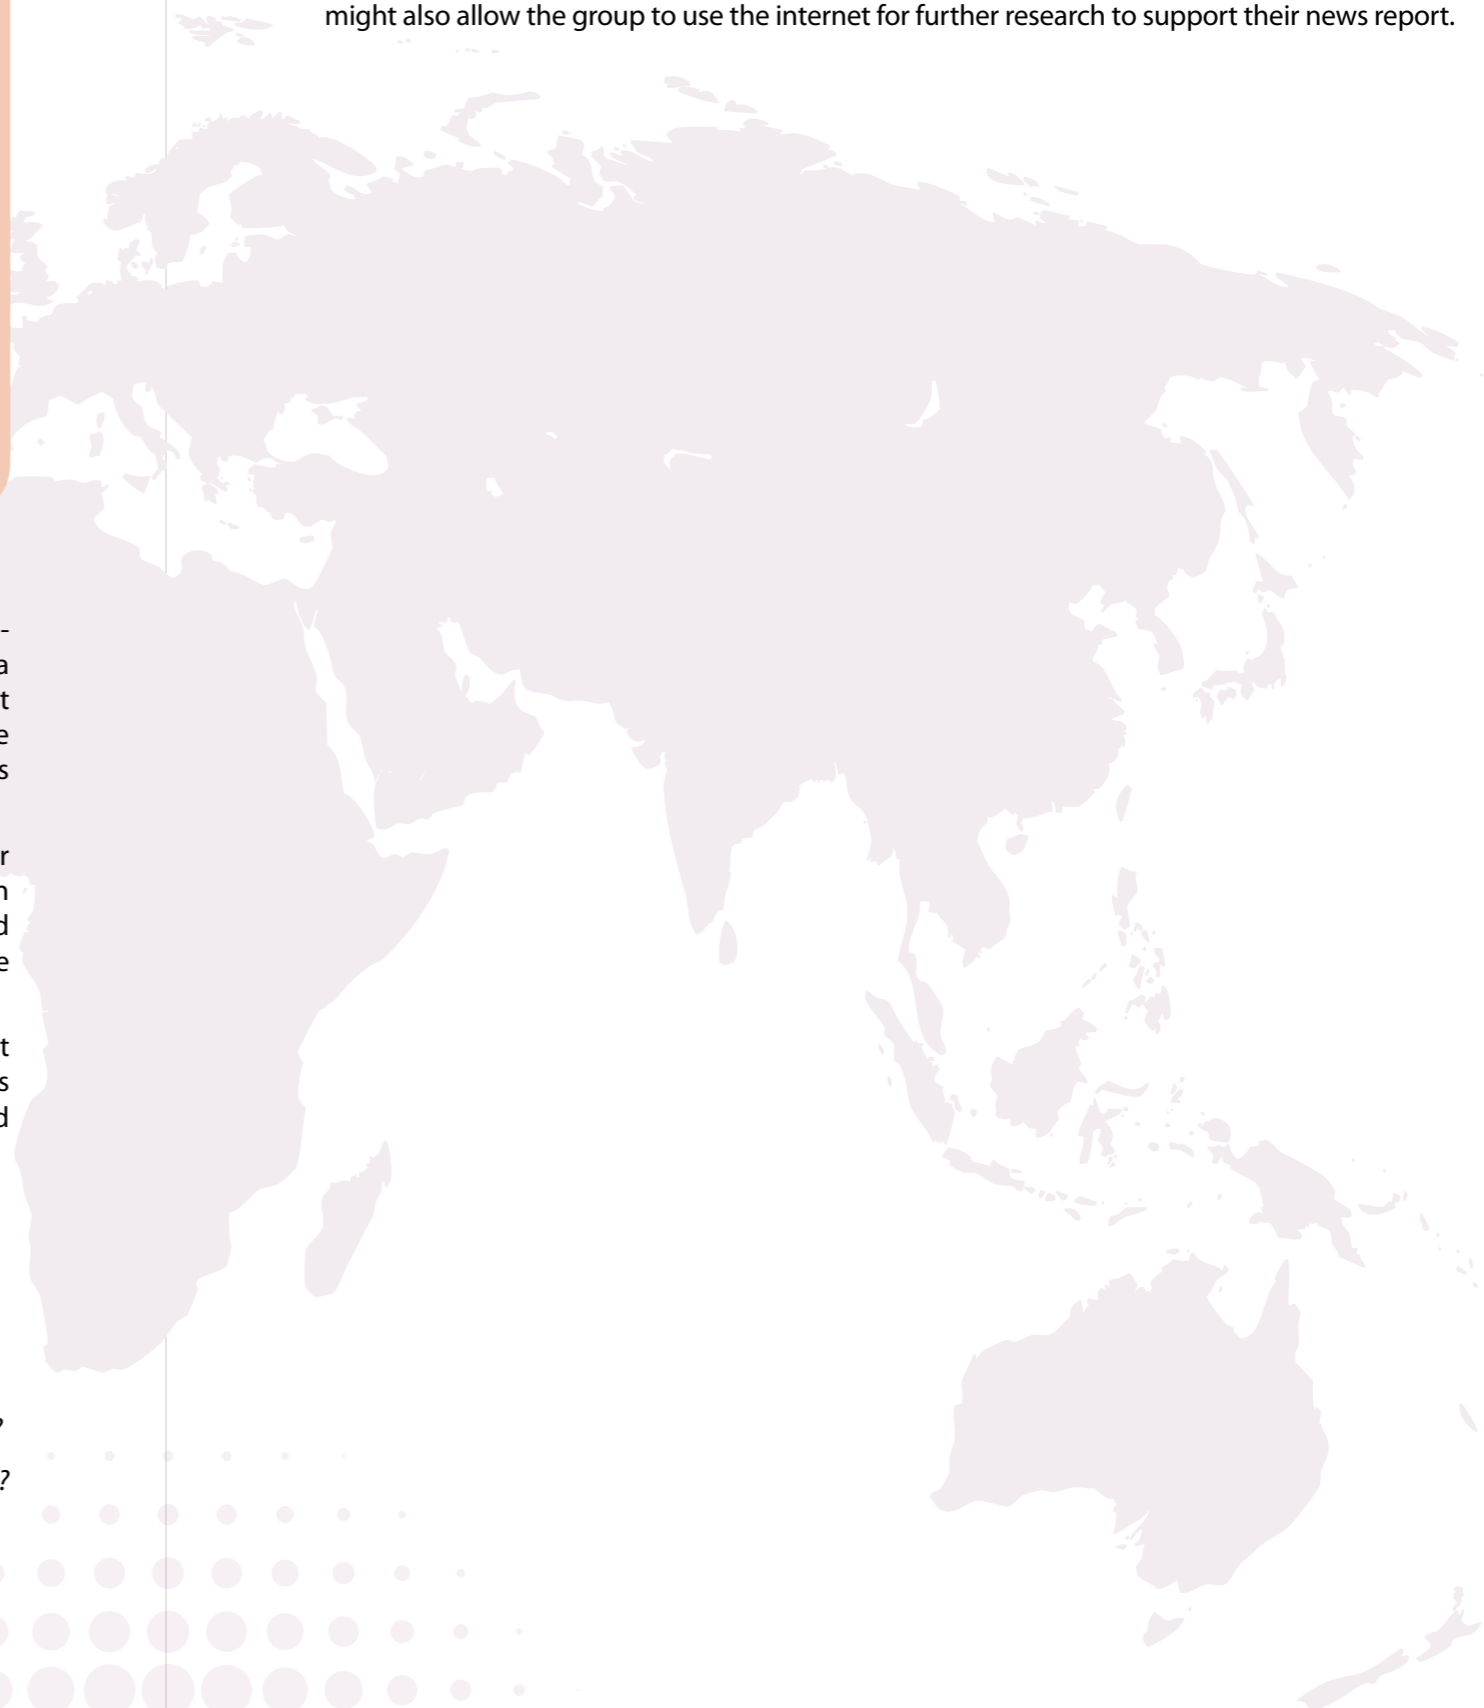 might also allow the group to use the internet for further research to support their news report.